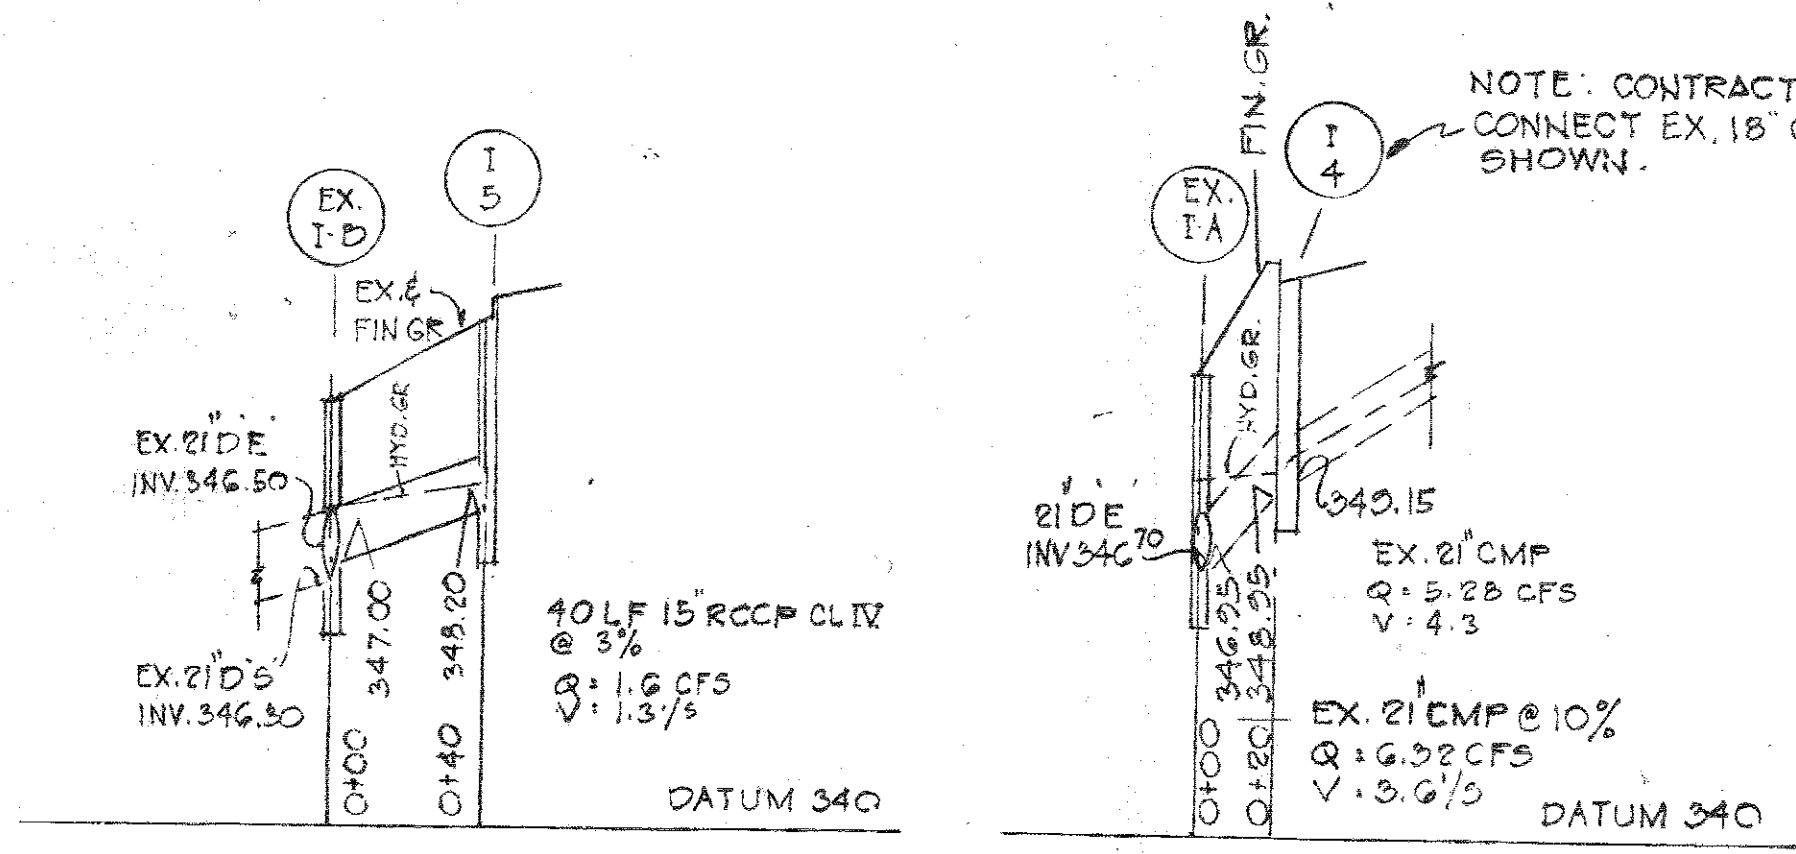 EX.
I-B
I
5
EX. &
FIN GR
HYD. GR
EX. 21" D'E'
INV. 346.50
EX. 21" D'S'
INV. 346.30
347.00
348.20
0+00
0+40
40 LF 15" RCCP CL IV
@ 3%
Q = 1.6 CFS
V = 1.3'/s
DATUM 340
FIN. GR.
EX.
I-A
I
4
NOTE: CONTRACT
CONNECT EX. 18"
SHOWN.
HYD. GR.
21" D'E'
INV 346.70
349.15
EX. 21" CMP
Q = 5.28 CFS
V = 4.3
346.95
348.95
0+00
0+20
EX. 21" CMP @ 10%
Q = 6.32 CFS
V = 3.6'/s
DATUM 340